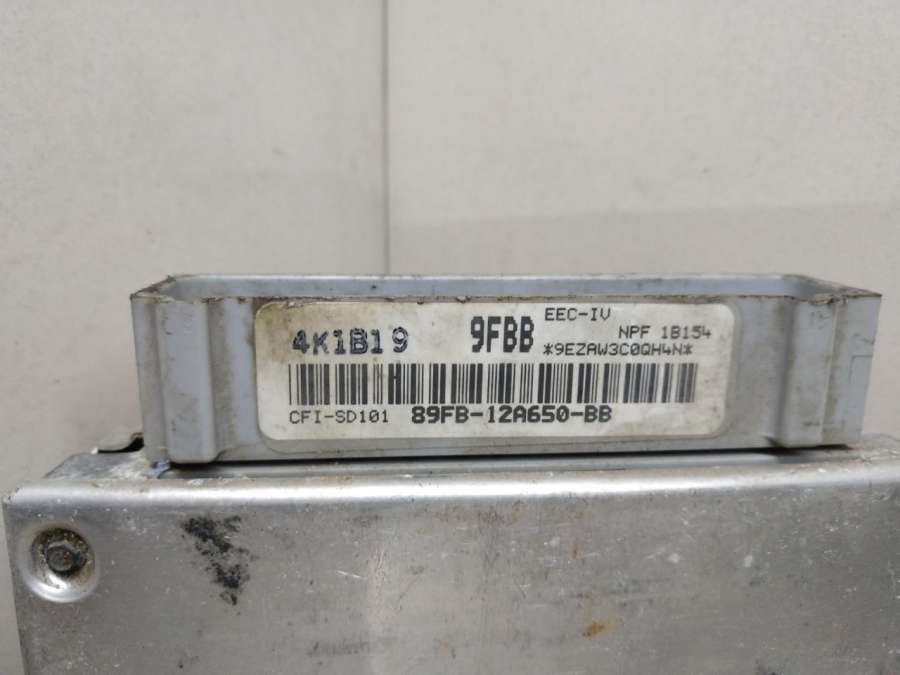 EEC-IV
4K1B19 9FBB NPF 1B154
*9EZAW3C0QH4N*
CFI-SD101 89FB-12A650-BB